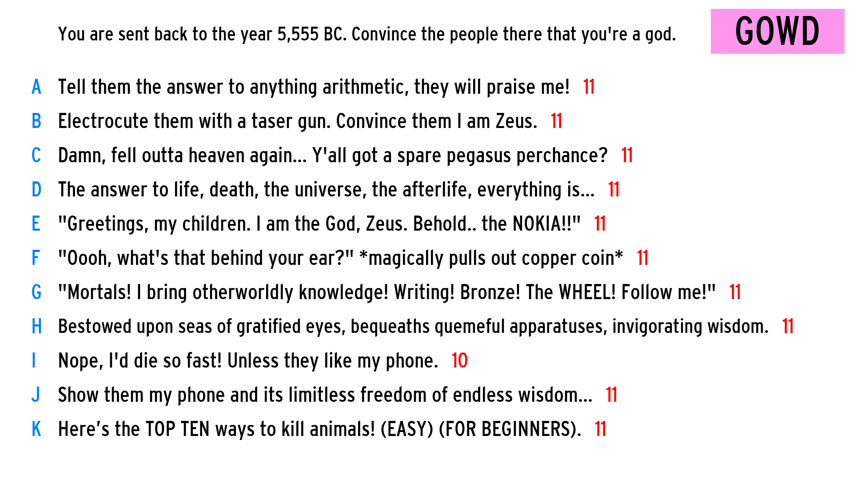 You are sent back to the year 5,555 BC. Convince the people there that you're a god.
GOWD
A Tell them the answer to anything arithmetic, they will praise me! 11
B Electrocute them with a taser gun. Convince them I am Zeus. 11
C Damn, fell outta heaven again... Y'all got a spare pegasus perchance? 11
D The answer to life, death, the universe, the afterlife, everything is... 11
E "Greetings, my children. I am the God, Zeus. Behold.. the NOKIA!!" 11
F "Oooh, what's that behind your ear?" *magically pulls out copper coin* 11
G "Mortals! I bring otherworldly knowledge! Writing! Bronze! The WHEEL! Follow me!" 11
H Bestowed upon seas of gratified eyes, bequeaths quemeful apparatuses, invigorating wisdom. 11
I Nope, I'd die so fast! Unless they like my phone. 10
J Show them my phone and its limitless freedom of endless wisdom... 11
K Here’s the TOP TEN ways to kill animals! (EASY) (FOR BEGINNERS). 11